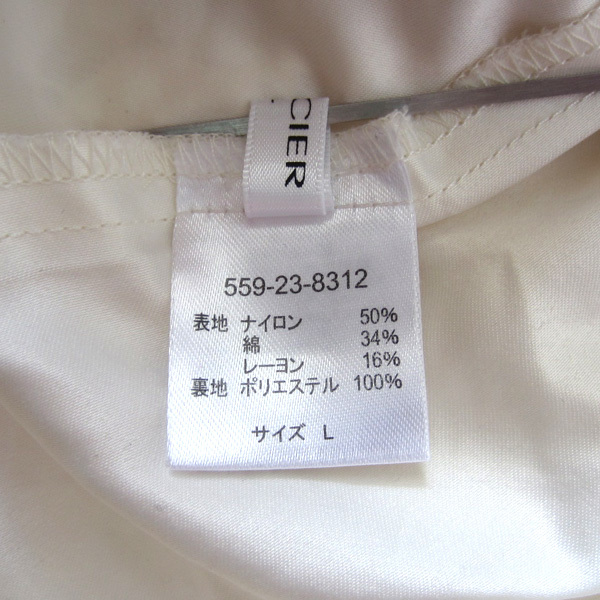 CIER
559-23-8312
表地 ナイロン 50%
綿 34%
レーヨン 16%
裏地 ポリエステル 100%
サイズ L